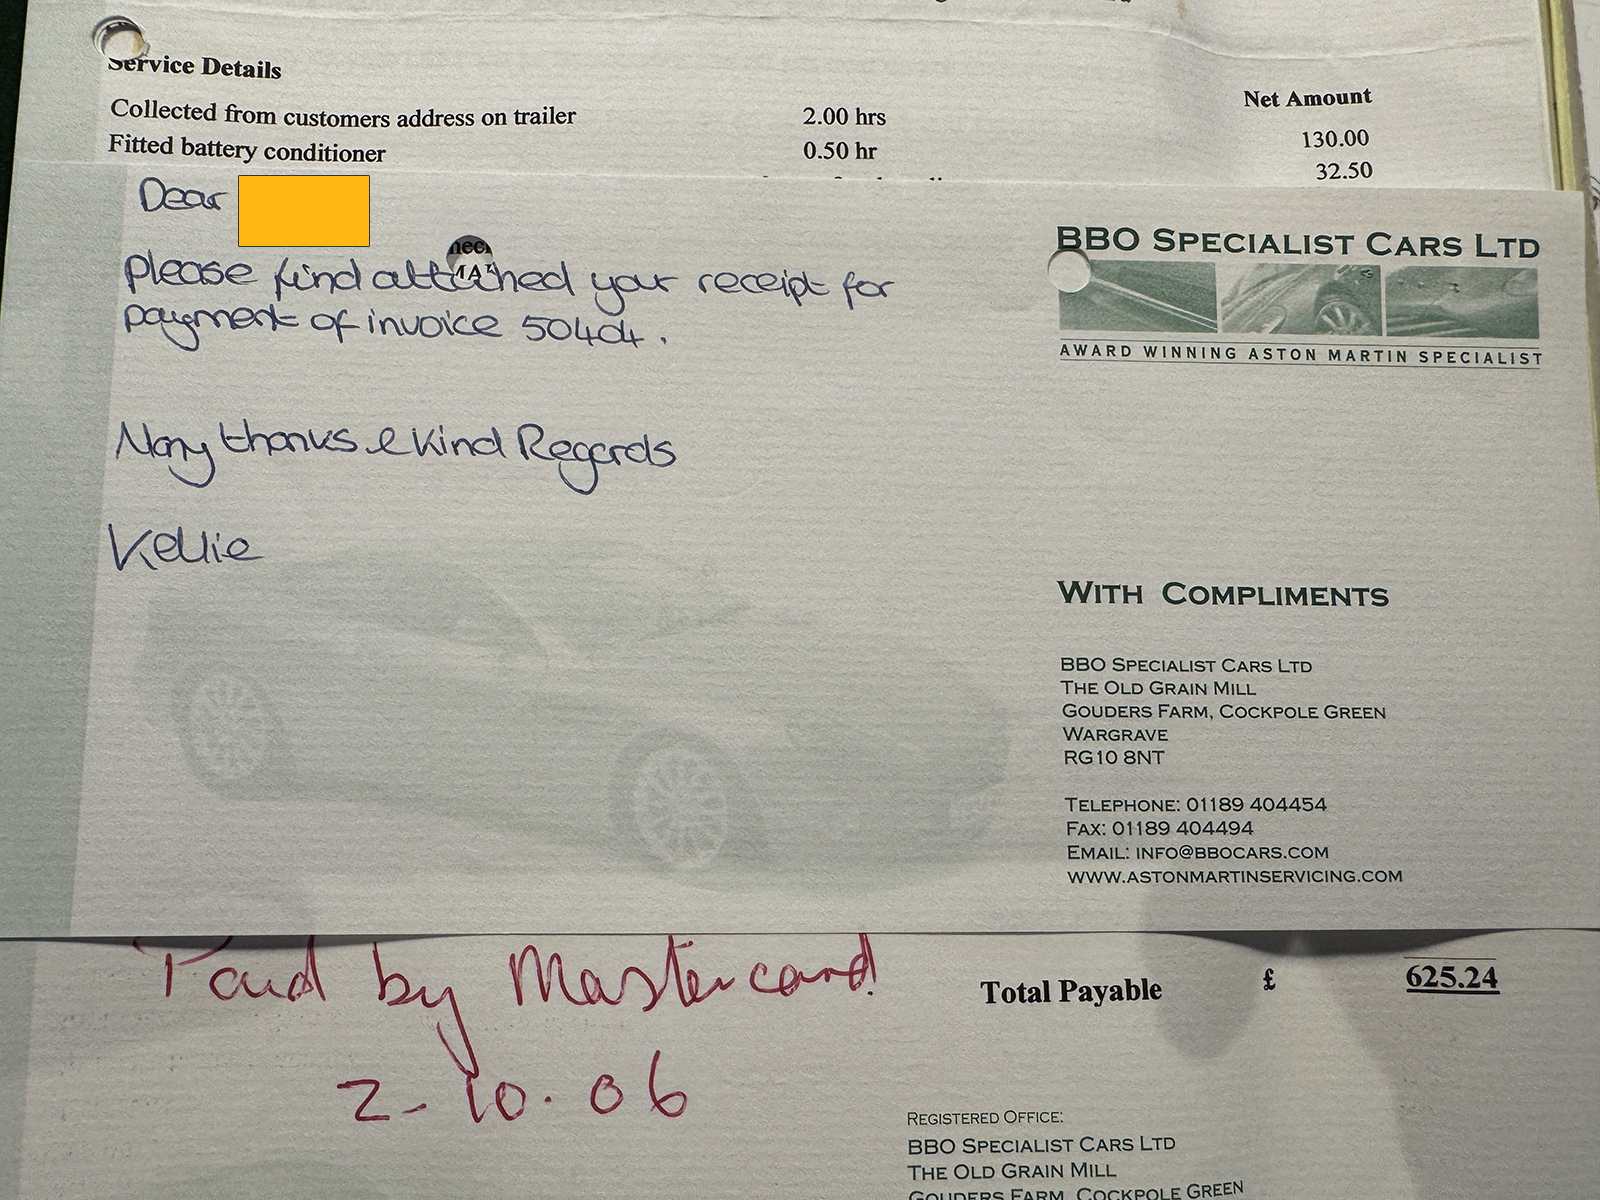 Service Details
Net Amount
Collected from customers address on trailer 2.00 hrs 130.00
Fitted battery conditioner 0.50 hr 32.50
Dear
Please find attached your receipt for
payment of invoice 50404.
Many thanks & Kind Regards
Kellie
BBO SPECIALIST CARS LTD
AWARD WINNING ASTON MARTIN SPECIALIST
WITH COMPLIMENTS
BBO SPECIALIST CARS LTD
THE OLD GRAIN MILL
GOUDERS FARM, COCKPOLE GREEN
WARGRAVE
RG10 8NT
TELEPHONE: 01189 404454
FAX: 01189 404494
EMAIL: INFO@BBOCARS.COM
WWW.ASTONMARTINSERVICING.COM
Paid by Mastercard.
2-10.06
Total Payable £ 625.24
REGISTERED OFFICE:
BBO SPECIALIST CARS LTD
THE OLD GRAIN MILL
GOUDERS FARM, COCKPOLE GREEN